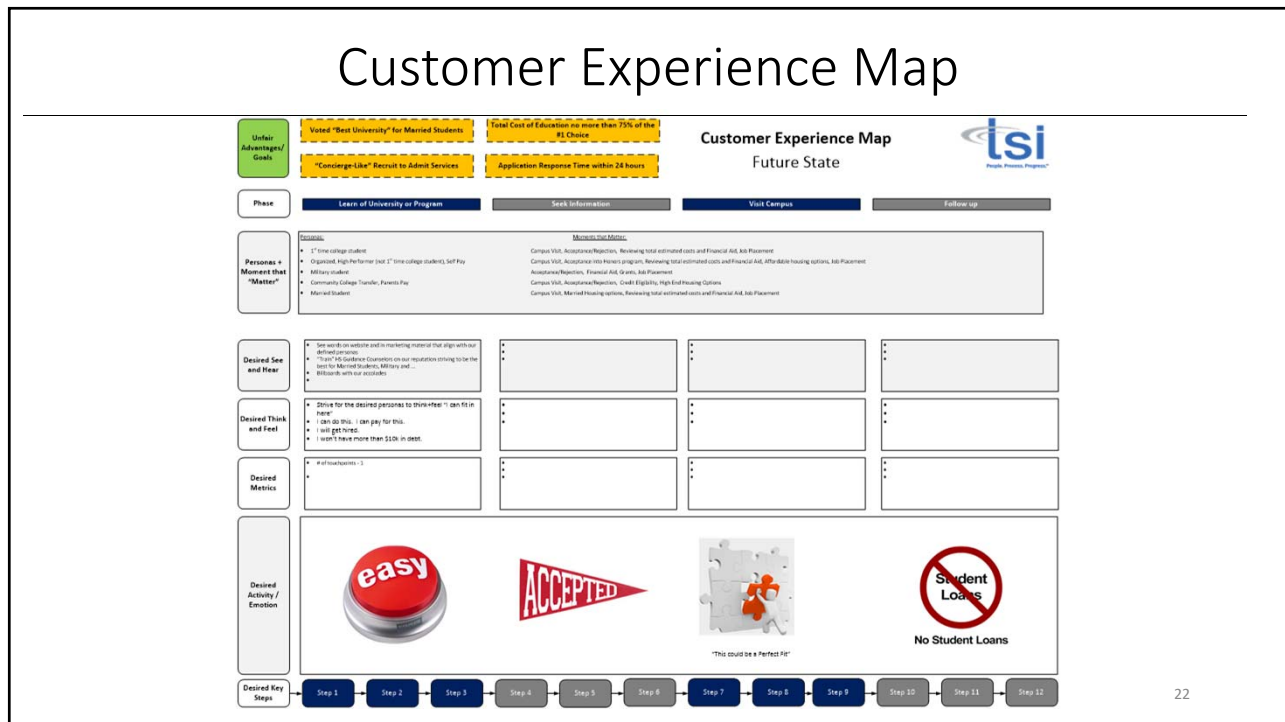 Customer Experience Map
Unfair
Advantages/
Goals
Voted "Best University" for Married Students
Total Cost of Education no more than 75% of the
#1 Choice
"Concierge-Like" Recruit to Admit Services
Application Response Time within 24 hours
Customer Experience Map
Future State
tsi
People. Process. Progress.™
Phase
Learn of University or Program
Seek Information
Visit Campus
Follow up
Personas +
Moment that
"Matter"
Personas:
Moments that Matter:
• 1st time college student
Campus Visit, Acceptance/Rejection, Reviewing total estimated costs and Financial Aid, Job Placement
• Organized, High Performer (not 1st time college student), Self Pay
Campus Visit, Acceptance into Honors program, Reviewing total estimated costs and Financial Aid, Affordable housing options, Job Placement
• Military student
Acceptance/Rejection, Financial Aid, Grants, Job Placement
• Community College Transfer, Parents Pay
Campus Visit, Acceptance/Rejection, Credit Eligibility, High End Housing Options
• Married Student
Campus Visit, Married Housing options, Reviewing total estimated costs and Financial Aid, Job Placement
Desired See
and Hear
• See words on website and in marketing material that align with our
defined personas
• "Train" HS Guidance Counselors on our reputation striving to be the
best for Married Students, Military and ...
• Billboards with our accolades
Desired Think
and Feel
• Strive for the desired personas to think+feel "I can fit in
here"
• I can do this. I can pay for this.
• I will get hired.
• I won't have more than $10k in debt.
Desired
Metrics
• # of touchpoints - 1
Desired
Activity /
Emotion
easy
ACCEPTED
"This could be a Perfect Fit"
Student
Loans
No Student Loans
Desired Key
Steps
Step 1
Step 2
Step 3
Step 4
Step 5
Step 6
Step 7
Step 8
Step 9
Step 10
Step 11
Step 12
22